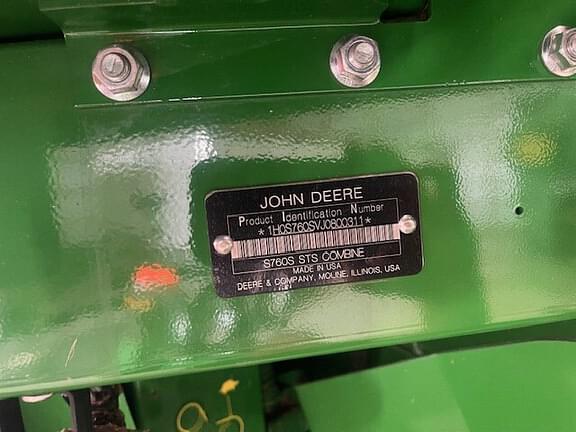 JOHN DEERE
Product Identification Number
*1H0S760SVJ0800311*
S760S STS COMBINE
MADE IN USA
DEERE & COMPANY, MOLINE, ILLINOIS, USA